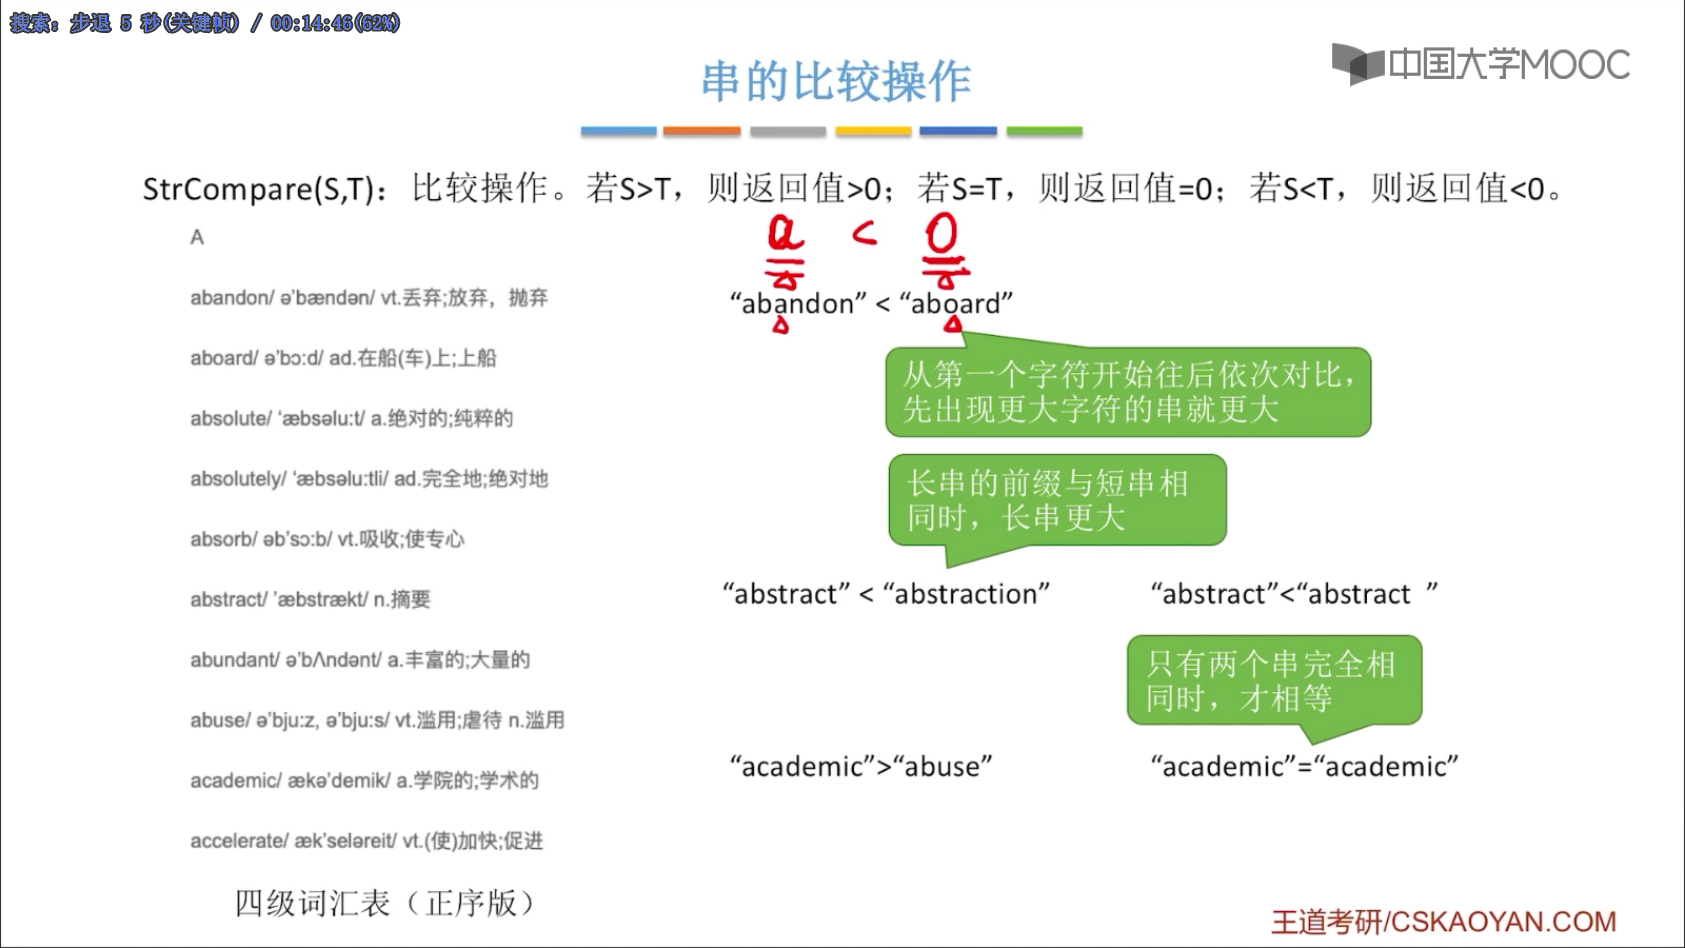 搜索: 步退 5 秒(关键帧) / 00:14:46(62%)
中国大学MOOC
串的比较操作
StrCompare(S,T)：比较操作。若S>T，则返回值>0；若S=T，则返回值=0；若S<T，则返回值<0。
A
a < o
abandon/ ə'bændən/ vt.丢弃;放弃，抛弃
“abandon” < “aboard”
aboard/ ə'bɔ:d/ ad.在船(车)上;上船
从第一个字符开始往后依次对比，
先出现更大字符的串就更大
absolute/ 'æbsəlu:t/ a.绝对的;纯粹的
absolutely/ 'æbsəlu:tli/ ad.完全地;绝对地
长串的前缀与短串相
同时，长串更大
absorb/ əb'sɔ:b/ vt.吸收;使专心
abstract/ 'æbstrækt/ n.摘要
“abstract” < “abstraction”
“abstract”<“abstract  ”
abundant/ ə'bΛndənt/ a.丰富的;大量的
只有两个串完全相
同时，才相等
abuse/ ə'bju:z, ə'bju:s/ vt.滥用;虐待 n.滥用
academic/ ækə'demik/ a.学院的;学术的
“academic”>“abuse”
“academic”=“academic”
accelerate/ æk'seləreit/ vt.(使)加快;促进
四级词汇表（正序版）
王道考研/CSKAOYAN.COM